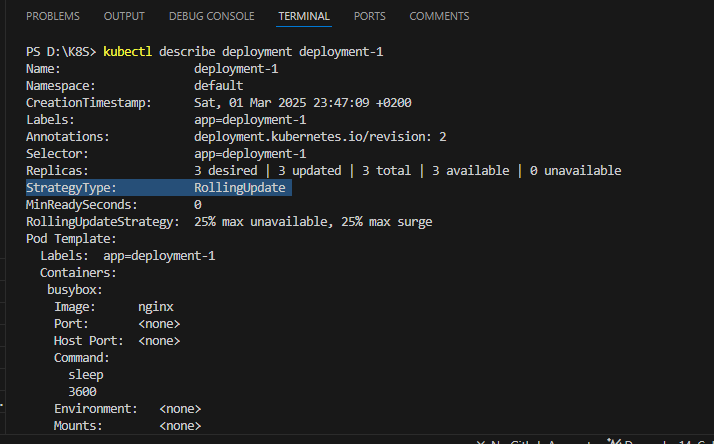 PROBLEMS OUTPUT DEBUG CONSOLE TERMINAL PORTS COMMENTS
PS D:\K8S> kubectl describe deployment deployment-1
Name: deployment-1
Namespace: default
CreationTimestamp: Sat, 01 Mar 2025 23:47:09 +0200
Labels: app=deployment-1
Annotations: deployment.kubernetes.io/revision: 2
Selector: app=deployment-1
Replicas: 3 desired | 3 updated | 3 total | 3 available | 0 unavailable
StrategyType: RollingUpdate
MinReadySeconds: 0
RollingUpdateStrategy: 25% max unavailable, 25% max surge
Pod Template:
Labels: app=deployment-1
Containers:
busybox:
Image: nginx
Port: <none>
Host Port: <none>
Command:
sleep
3600
Environment: <none>
Mounts: <none>